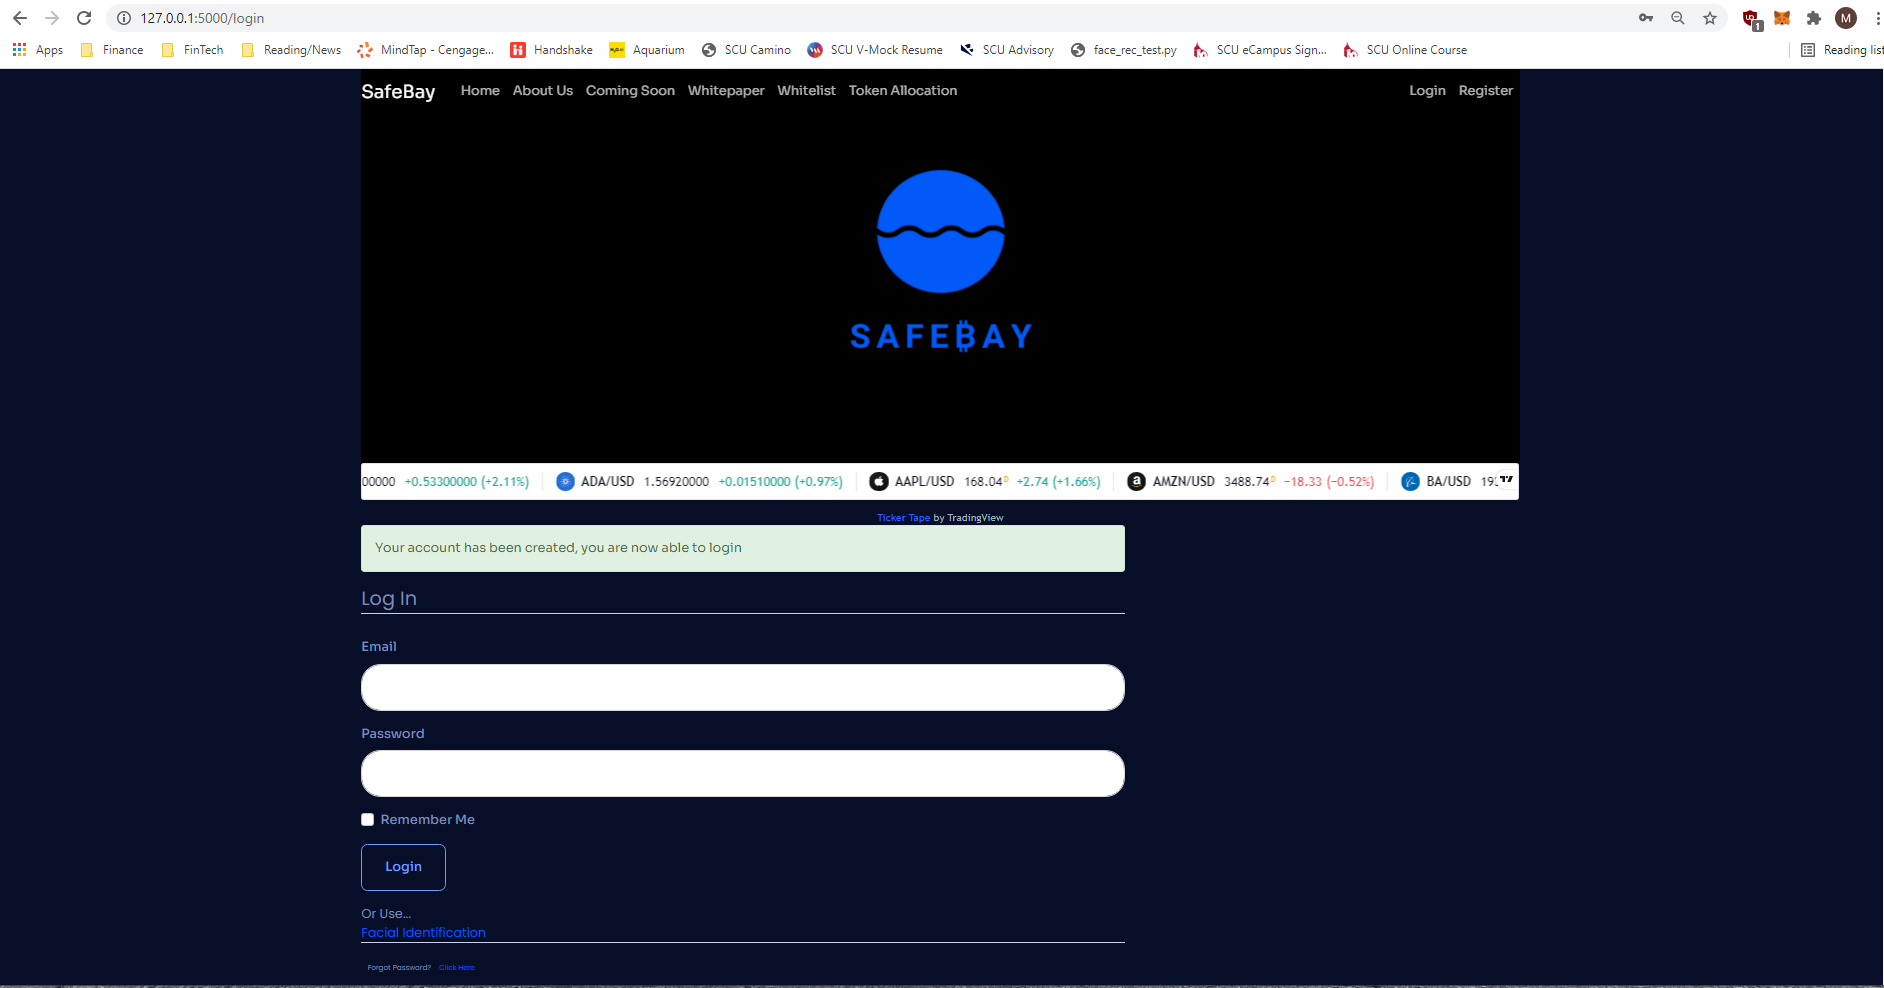 127.0.0.1:5000/login
1
M
Apps Finance FinTech Reading/News MindTap - Cengage... Handshake Aquarium SCU Camino SCU V-Mock Resume SCU Advisory face_rec_test.py SCU eCampus Sign... SCU Online Course Reading list
SafeBay Home About Us Coming Soon Whitepaper Whitelist Token Allocation Login Register
SAFE₿AY
00000 +0.53300000 (+2.11%) ADA/USD 1.56920000 +0.01510000 (+0.97%) AAPL/USD 168.04 D +2.74 (+1.66%) AMZN/USD 3488.74 D −18.33 (−0.52%) BA/USD
Ticker Tape by TradingView
Your account has been created, you are now able to login
Log In
Email
Password
Remember Me
Login
Or Use...
Facial Identification
Forgot Password? Click Here